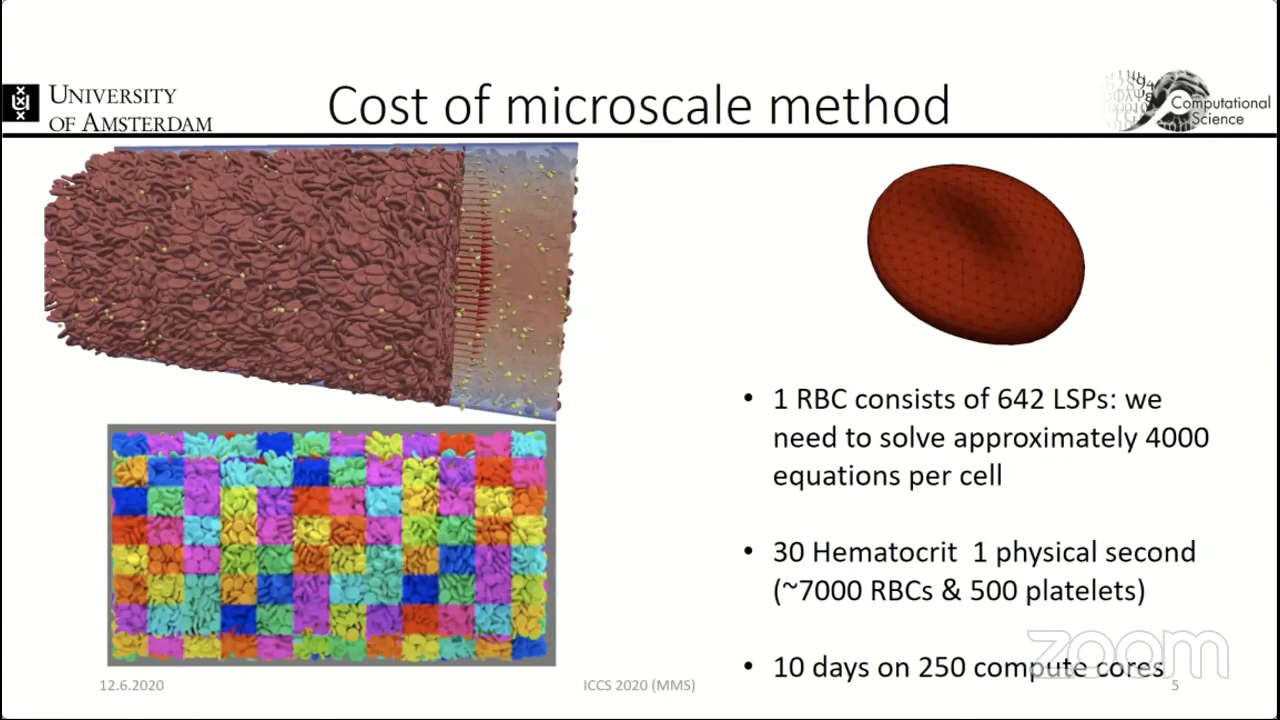 UNIVERSITY
OF AMSTERDAM
Cost of microscale method
Computational
Science
• 1 RBC consists of 642 LSPs: we
need to solve approximately 4000
equations per cell
• 30 Hematocrit 1 physical second
(~7000 RBCs & 500 platelets)
• 10 days on 250 compute cores
zoom
12.6.2020
ICCS 2020 (MMS)
5